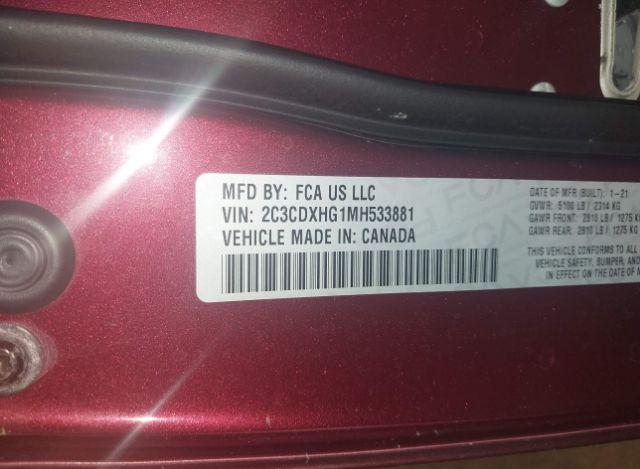 MFD BY: FCA US LLC
VIN: 2C3CDXHG1MH533881
VEHICLE MADE IN: CANADA
DATE OF MFR (BUILT): 1-21
GVWR: 5100 LB / 2314 KG
GAWR FRONT: 2810 LB / 1275 KG
GAWR REAR: 2810 LB / 1275 KG
THIS VEHICLE CONFORMS TO ALL
VEHICLE SAFETY, BUMPER, AND
IN EFFECT ON THE DATE OF